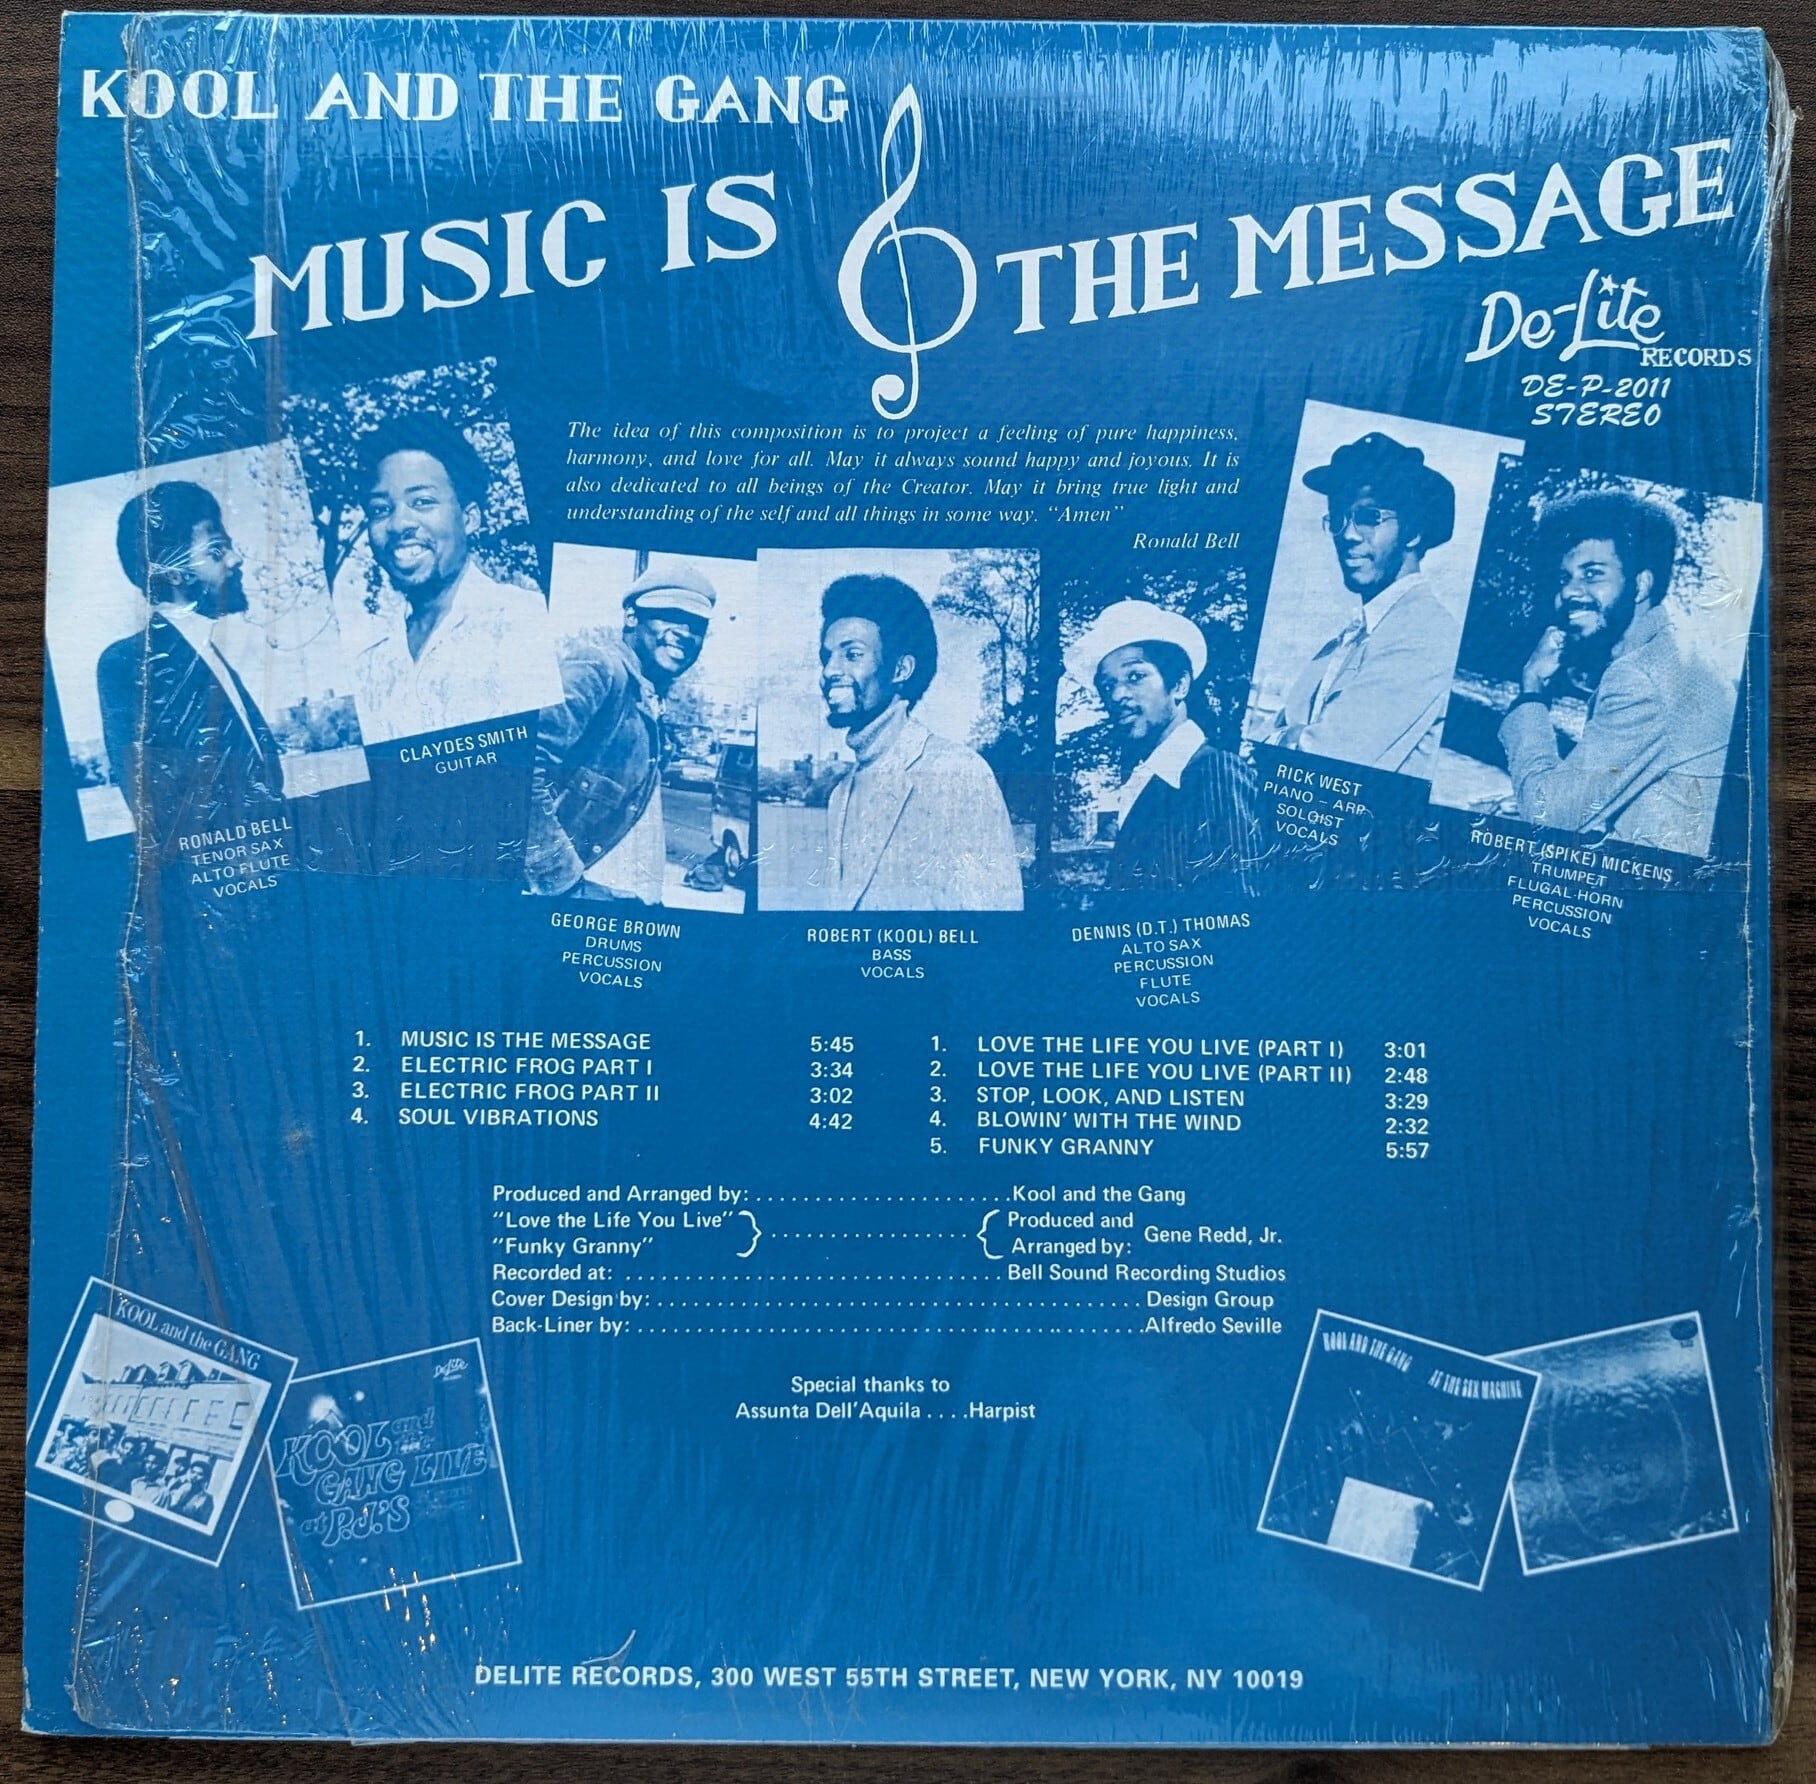 KOOL AND THE GANG
MUSIC IS THE MESSAGE
De-Lite
RECORDS
DE-P-2011
STEREO
The idea of this composition is to project a feeling of pure happiness,
harmony, and love for all. May it always sound happy and joyous. It is
also dedicated to all beings of the Creator. May it bring true light and
understanding of the self and all things in some way. "Amen"
Ronald Bell
RONALD BELL
TENOR SAX
ALTO FLUTE
VOCALS
CLAYDES SMITH
GUITAR
GEORGE BROWN
DRUMS
PERCUSSION
VOCALS
ROBERT (KOOL) BELL
BASS
VOCALS
DENNIS (D.T.) THOMAS
ALTO SAX
PERCUSSION
FLUTE
VOCALS
RICK WEST
PIANO – ARP
SOLOIST
VOCALS
ROBERT (SPIKE) MICKENS
TRUMPET
FLUGAL-HORN
PERCUSSION
VOCALS
1. MUSIC IS THE MESSAGE 5:45
2. ELECTRIC FROG PART I 3:34
3. ELECTRIC FROG PART II 3:02
4. SOUL VIBRATIONS 4:42
1. LOVE THE LIFE YOU LIVE (PART I) 3:01
2. LOVE THE LIFE YOU LIVE (PART II) 2:48
3. STOP, LOOK, AND LISTEN 3:29
4. BLOWIN' WITH THE WIND 2:32
5. FUNKY GRANNY 5:57
Produced and Arranged by: . . . . . . . . . . . . . . . . . . . . . . Kool and the Gang
"Love the Life You Live" } . . . . . . . . . . . . . . . . . { Produced and
"Funky Granny" Arranged by: Gene Redd, Jr.
Recorded at: . . . . . . . . . . . . . . . . . . . . . . . . . . . . . . . . Bell Sound Recording Studios
Cover Design by: . . . . . . . . . . . . . . . . . . . . . . . . . . . . . . . . . . . . . . . . . Design Group
Back-Liner by: . . . . . . . . . . . . . . . . . . . . . . . . . . . . . . . . . . . . . . . . . . . Alfredo Seville
Special thanks to
Assunta Dell'Aquila . . . .Harpist
KOOL and the GANG
De-Lite
KOOL and the
GANG LIVE
at P.J.'S
KOOL AND THE GANG
AT THE SEX MACHINE
DELITE RECORDS, 300 WEST 55TH STREET, NEW YORK, NY 10019